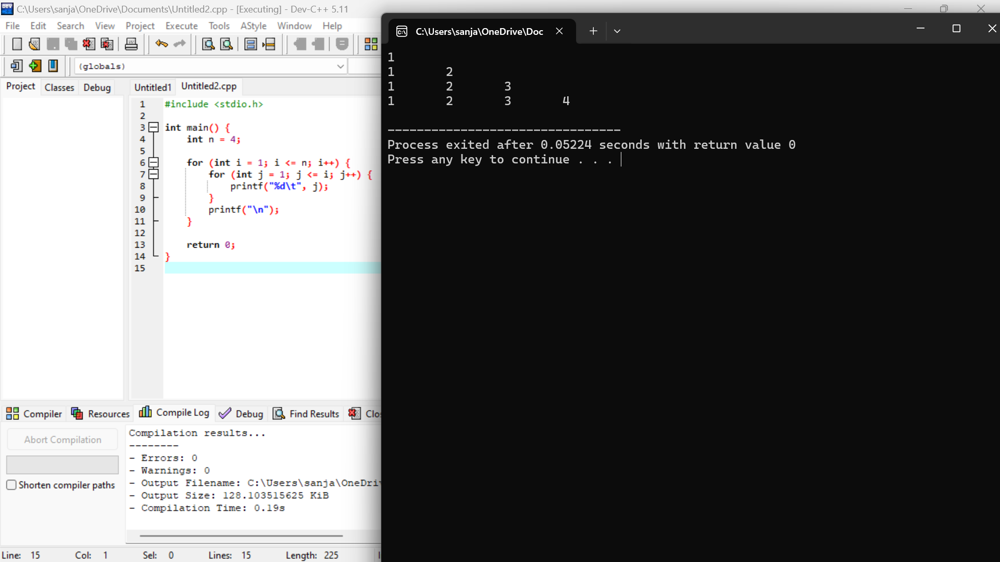 C:\Users\sanja\OneDrive\Documents\Untitled2.cpp - [Executing] - Dev-C++ 5.11
File Edit Search View Project Execute Tools AStyle Window Help
(globals)
Project Classes Debug
Untitled1 Untitled2.cpp
1 #include <stdio.h>
2
3 int main() {
4     int n = 4;
5
6     for (int i = 1; i <= n; i++) {
7         for (int j = 1; j <= i; j++) {
8             printf("%d\t", j);
9         }
10         printf("\n");
11     }
12
13     return 0;
14 }
15
Compiler Resources Compile Log Debug Find Results
Abort Compilation
Shorten compiler paths
Compilation results...
--------
- Errors: 0
- Warnings: 0
- Output Filename: C:\Users\sanja\OneDri
- Output Size: 128.103515625 KiB
- Compilation Time: 0.19s
Line: 15 Col: 1 Sel: 0 Lines: 15 Length: 225
C:\Users\sanja\OneDrive\Doc
1
1 2
1 2 3
1 2 3 4
--------------------------------
Process exited after 0.05224 seconds with return value 0
Press any key to continue . . .